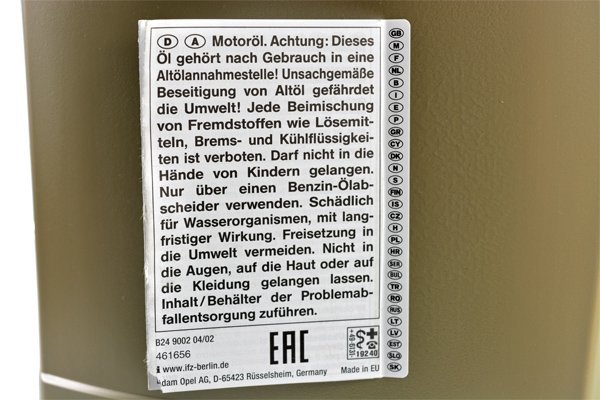 D A Motoröl. Achtung: Dieses
Öl gehört nach Gebrauch in eine
Altölannahmestelle! Unsachgemäße
Beseitigung von Altöl gefährdet
die Umwelt! Jede Beimischung
von Fremdstoffen wie Lösemit-
teln, Brems- und Kühlflüssigkei-
ten ist verboten. Darf nicht in die
Hände von Kindern gelangen.
Nur über einen Benzin-Ölab-
scheider verwenden. Schädlich
für Wasserorganismen, mit lang-
fristiger Wirkung. Freisetzung in
die Umwelt vermeiden. Nicht in
die Augen, auf die Haut oder auf
die Kleidung gelangen lassen.
Inhalt/Behälter der Problemab-
fallentsorgung zuführen.
B24 9002 04/02
461656
www.ifz-berlin.de
Adam Opel AG, D-65423 Rüsselsheim, Germany
EAC
19240
Made in EU
GB
M
F
NL
B
I
E
P
GR
CY
DK
N
S
FIN
IS
CZ
H
PL
HR
SER
BUL
TR
RO
RUS
LT
LV
EST
SLO
SK